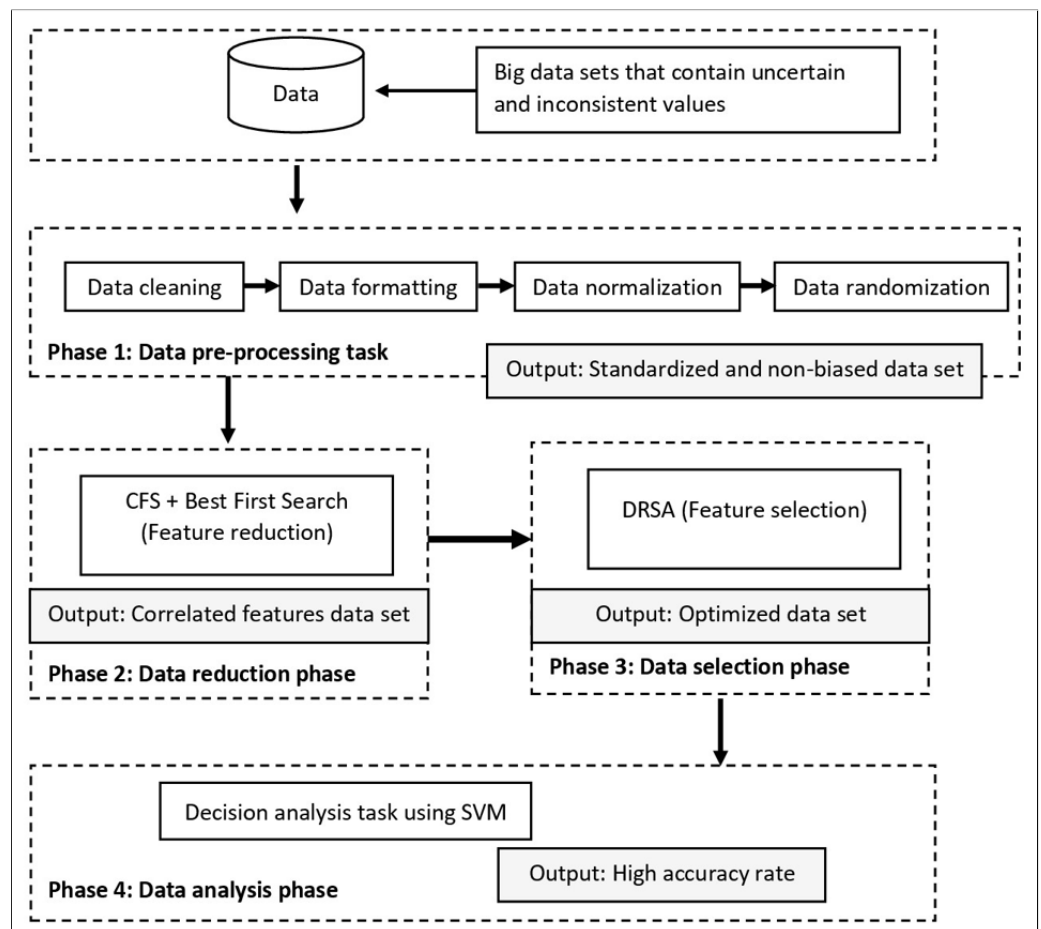 Data
Big data sets that contain uncertain
and inconsistent values
Data cleaning
Data formatting
Data normalization
Data randomization
Phase 1: Data pre-processing task
Output: Standardized and non-biased data set
CFS + Best First Search
(Feature reduction)
Output: Correlated features data set
Phase 2: Data reduction phase
DRSA (Feature selection)
Output: Optimized data set
Phase 3: Data selection phase
Decision analysis task using SVM
Output: High accuracy rate
Phase 4: Data analysis phase